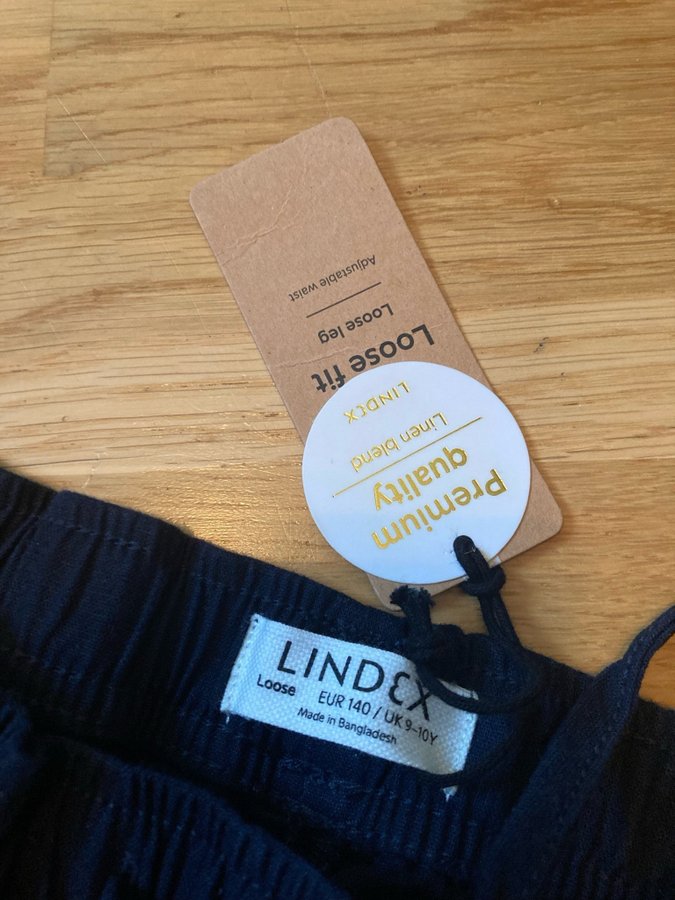 Loose fit
Loose leg
Adjustable waist
Premium
quality
Linen blend
LINDEX
LINDEX
Loose EUR 140 / UK 9-10Y
Made in Bangladesh